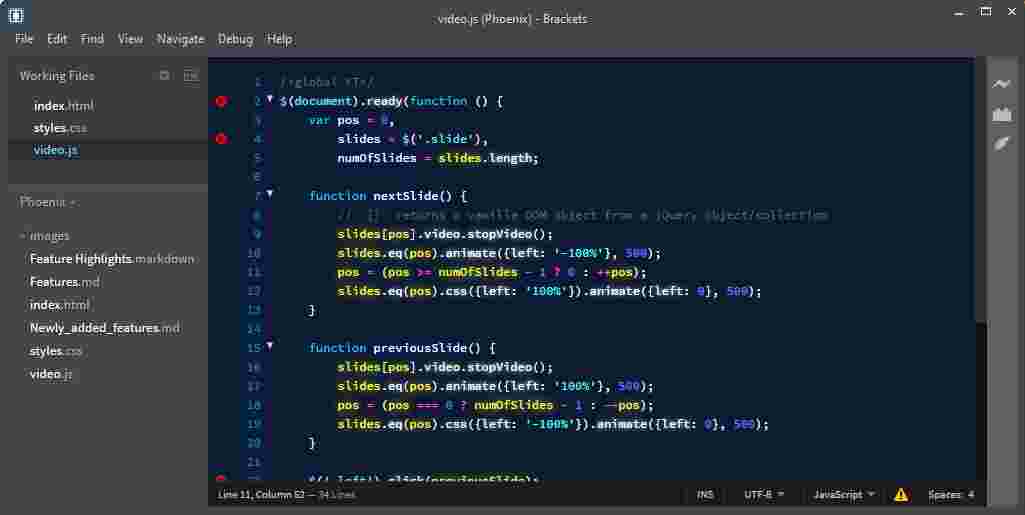 video.js (Phoenix) - Brackets
File Edit Find View Navigate Debug Help
Working Files
index.html
styles.css
video.js
Phoenix
images
Feature Highlights.markdown
Features.md
index.html
Newly_added_features.md
styles.css
video.js
1 /*global YT*/
2 $(document).ready(function () {
3 var pos = 0,
4 slides = $('.slide'),
5 numOfSlides = slides.length;
6
7 function nextSlide() {
8 // [] returns a vanilla DOM object from a jQuery object/collection
9 slides[pos].video.stopVideo();
10 slides.eq(pos).animate({left: '-100%'}, 500);
11 pos = (pos >= numOfSlides - 1 ? 0 : ++pos);
12 slides.eq(pos).css({left: '100%'}).animate({left: 0}, 500);
13 }
14
15 function previousSlide() {
16 slides[pos].video.stopVideo();
17 slides.eq(pos).animate({left: '100%'}, 500);
18 pos = (pos === 0 ? numOfSlides - 1 : --pos);
19 slides.eq(pos).css({left: '-100%'}).animate({left: 0}, 500);
20 }
21
22 $('.left').click(previousSlide);
Line 11, Column 52 — 34 Lines
INS UTF-8 JavaScript Spaces: 4